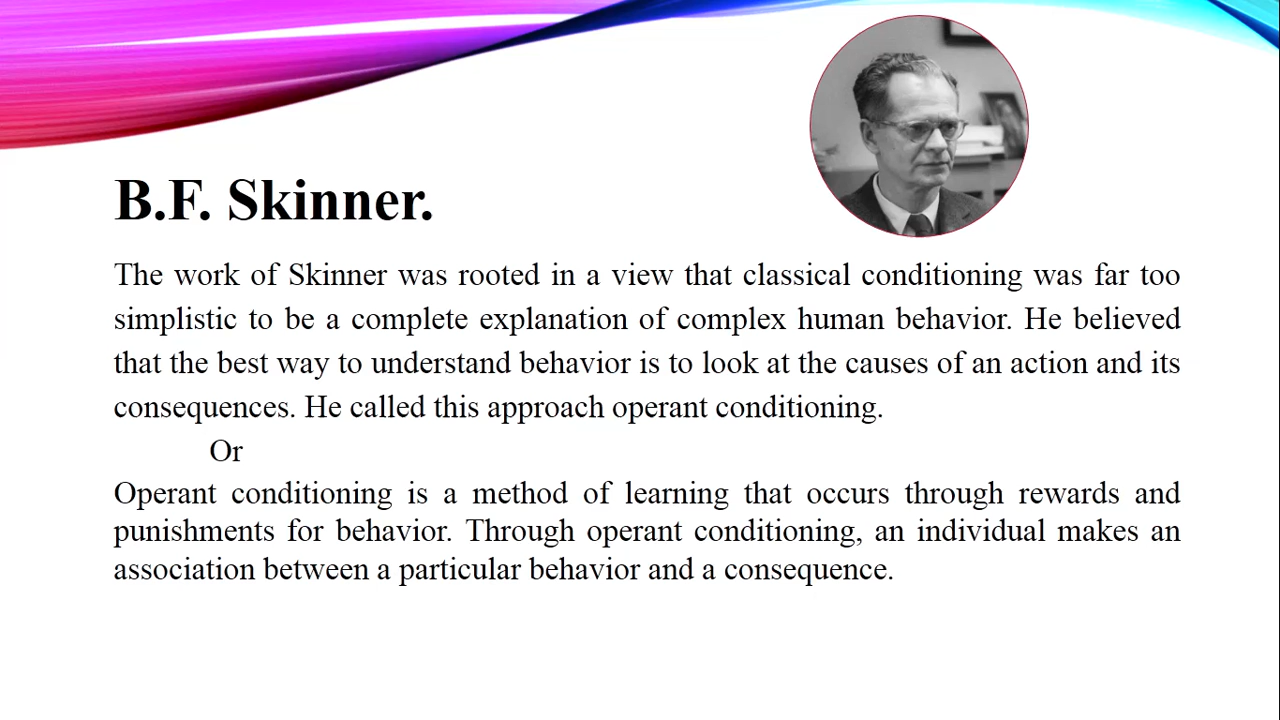 B.F. Skinner.
The work of Skinner was rooted in a view that classical conditioning was far too
simplistic to be a complete explanation of complex human behavior. He believed
that the best way to understand behavior is to look at the causes of an action and its
consequences. He called this approach operant conditioning.
Or
Operant conditioning is a method of learning that occurs through rewards and
punishments for behavior. Through operant conditioning, an individual makes an
association between a particular behavior and a consequence.